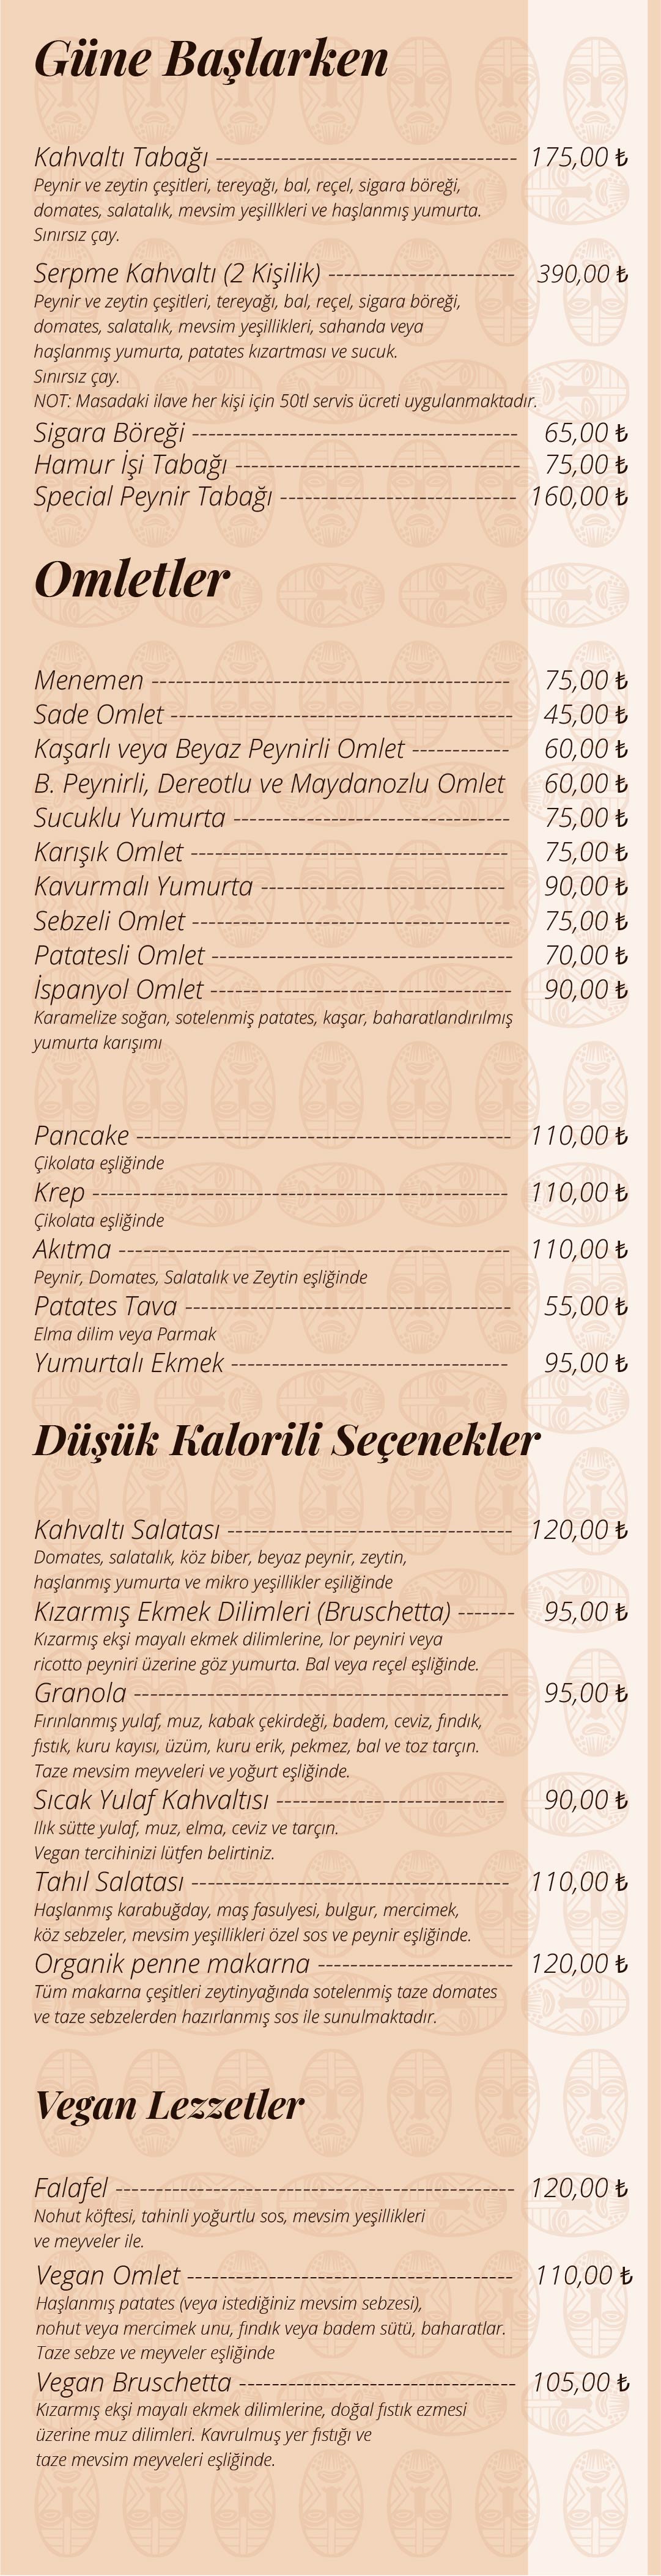 Güne Başlarken
Kahvaltı Tabağı ------------------------------------- 175,00 ₺
Peynir ve zeytin çeşitleri, tereyağı, bal, reçel, sigara böreği,
domates, salatalık, mevsim yeşillkleri ve haşlanmış yumurta.
Sınırsız çay.
Serpme Kahvaltı (2 Kişilik) ----------------------- 390,00 ₺
Peynir ve zeytin çeşitleri, tereyağı, bal, reçel, sigara böreği,
domates, salatalık, mevsim yeşillikleri, sahanda veya
haşlanmış yumurta, patates kızartması ve sucuk.
Sınırsız çay.
NOT: Masadaki ilave her kişi için 50tl servis ücreti uygulanmaktadır.
Sigara Böreği ---------------------------------------- 65,00 ₺
Hamur İşi Tabağı ----------------------------------- 75,00 ₺
Special Peynir Tabağı ----------------------------- 160,00 ₺
Omletler
Menemen -------------------------------------------- 75,00 ₺
Sade Omlet ------------------------------------------ 45,00 ₺
Kaşarlı veya Beyaz Peynirli Omlet ------------ 60,00 ₺
B. Peynirli, Dereotlu ve Maydanozlu Omlet 60,00 ₺
Sucuklu Yumurta ---------------------------------- 75,00 ₺
Karışık Omlet --------------------------------------- 75,00 ₺
Kavurmalı Yumurta ------------------------------ 90,00 ₺
Sebzeli Omlet --------------------------------------- 75,00 ₺
Patatesli Omlet ------------------------------------- 70,00 ₺
İspanyol Omlet ------------------------------------- 90,00 ₺
Karamelize soğan, sotelenmiş patates, kaşar, baharatlandırılmış
yumurta karışımı
Pancake ---------------------------------------------- 110,00 ₺
Çikolata eşliğinde
Krep --------------------------------------------------- 110,00 ₺
Çikolata eşliğinde
Akıtma ------------------------------------------------ 110,00 ₺
Peynir, Domates, Salatalık ve Zeytin eşliğinde
Patates Tava ---------------------------------------- 55,00 ₺
Elma dilim veya Parmak
Yumurtalı Ekmek ---------------------------------- 95,00 ₺
Düşük Kalorili Seçenekler
Kahvaltı Salatası ----------------------------------- 120,00 ₺
Domates, salatalık, köz biber, beyaz peynir, zeytin,
haşlanmış yumurta ve mikro yeşillikler eşiliğinde
Kızarmış Ekmek Dilimleri (Bruschetta) ------- 95,00 ₺
Kızarmış ekşi mayalı ekmek dilimlerine, lor peyniri veya
ricotto peyniri üzerine göz yumurta. Bal veya reçel eşliğinde.
Granola ---------------------------------------------- 95,00 ₺
Fırınlanmış yulaf, muz, kabak çekirdeği, badem, ceviz, fındık,
fıstık, kuru kayısı, üzüm, kuru erik, pekmez, bal ve toz tarçın.
Taze mevsim meyveleri ve yoğurt eşliğinde.
Sıcak Yulaf Kahvaltısı ---------------------------- 90,00 ₺
Ilık sütte yulaf, muz, elma, ceviz ve tarçın.
Vegan tercihinizi lütfen belirtiniz.
Tahıl Salatası --------------------------------------- 110,00 ₺
Haşlanmış karabuğday, maş fasulyesi, bulgur, mercimek,
köz sebzeler, mevsim yeşillikleri özel sos ve peynir eşliğinde.
Organik penne makarna ------------------------ 120,00 ₺
Tüm makarna çeşitleri zeytinyağında sotelenmiş taze domates
ve taze sebzelerden hazırlanmış sos ile sunulmaktadır.
Vegan Lezzetler
Falafel ------------------------------------------------- 120,00 ₺
Nohut köftesi, tahinli yoğurtlu sos, mevsim yeşillikleri
ve meyveler ile.
Vegan Omlet ---------------------------------------- 110,00 ₺
Haşlanmış patates (veya istediğiniz mevsim sebzesi),
nohut veya mercimek unu, fındık veya badem sütü, baharatlar.
Taze sebze ve meyveler eşliğinde
Vegan Bruschetta ---------------------------------- 105,00 ₺
Kızarmış ekşi mayalı ekmek dilimlerine, doğal fıstık ezmesi
üzerine muz dilimleri. Kavrulmuş yer fıstığı ve
taze mevsim meyveleri eşliğinde.